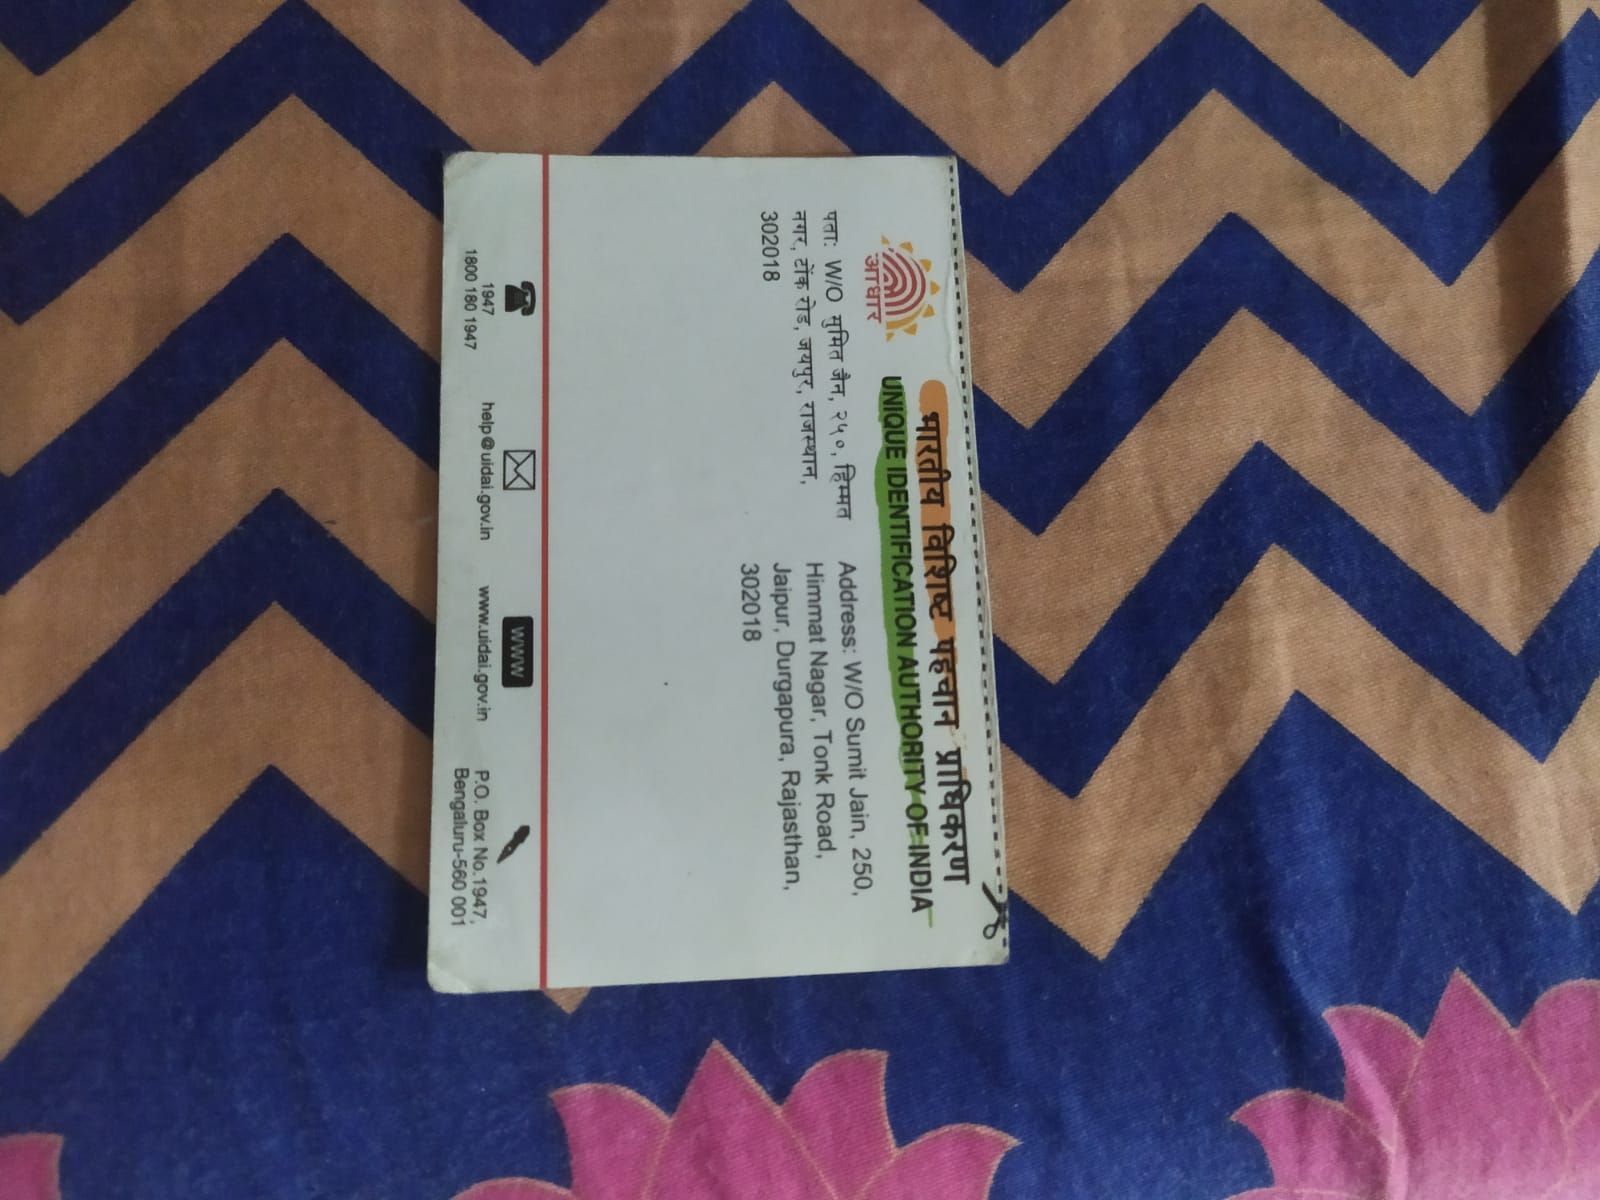 भारतीय विशिष्ट पहचान प्राधिकरण
UNIQUE IDENTIFICATION AUTHORITY OF INDIA
आधार
पता: W/O सुमित जैन, २५०, हिम्मत
नगर, टोंक रोड, जयपुर, राजस्थान,
302018
Address: W/O Sumit Jain, 250,
Himmat Nagar, Tonk Road,
Jaipur, Durgapura, Rajasthan,
302018
1947
1800 180 1947
help@uidai.gov.in
WWW
www.uidai.gov.in
P.O. Box No.1947,
Bengaluru-560 001